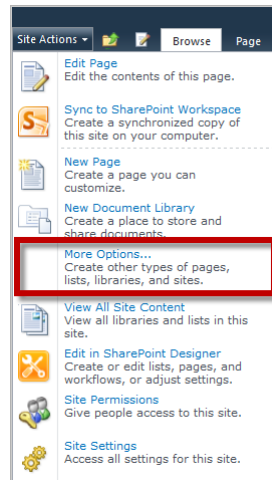 Site Actions Browse Page
Edit Page
Edit the contents of this page.
Sync to SharePoint Workspace
Create a synchronized copy of
this site on your computer.
New Page
Create a page you can
customize.
New Document Library
Create a place to store and
share documents.
More Options...
Create other types of pages,
lists, libraries, and sites.
View All Site Content
View all libraries and lists in this
site.
Edit in SharePoint Designer
Create or edit lists, pages, and
workflows, or adjust settings.
Site Permissions
Give people access to this site.
Site Settings
Access all settings for this site.